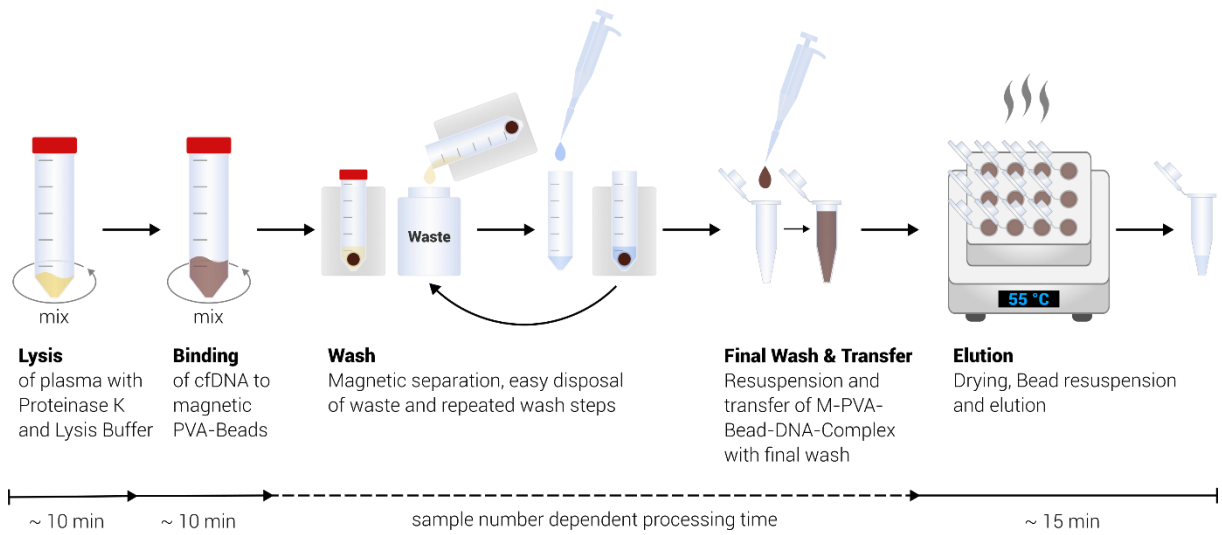 Waste
55 °C
mix
mix
Lysis
of plasma with
Proteinase K
and Lysis Buffer
Binding
of cfDNA to
magnetic
PVA-Beads
Wash
Magnetic separation, easy disposal
of waste and repeated wash steps
Final Wash & Transfer
Resuspension and
transfer of M-PVA-
Bead-DNA-Complex
with final wash
Elution
Drying, Bead resuspension
and elution
~ 10 min
~ 10 min
sample number dependent processing time
~ 15 min